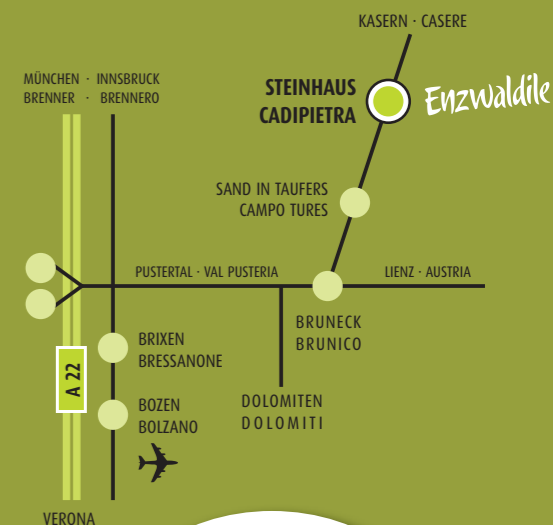 KASERN · CASERE
MÜNCHEN · INNSBRUCK
BRENNER · BRENNERO
STEINHAUS
CADIPIETRA
Enzwaldile
SAND IN TAUFERS
CAMPO TURES
PUSTERTAL · VAL PUSTERIA
LIENZ · AUSTRIA
BRUNECK
BRUNICO
BRIXEN
BRESSANONE
A 22
BOZEN
BOLZANO
DOLOMITEN
DOLOMITI
VERONA